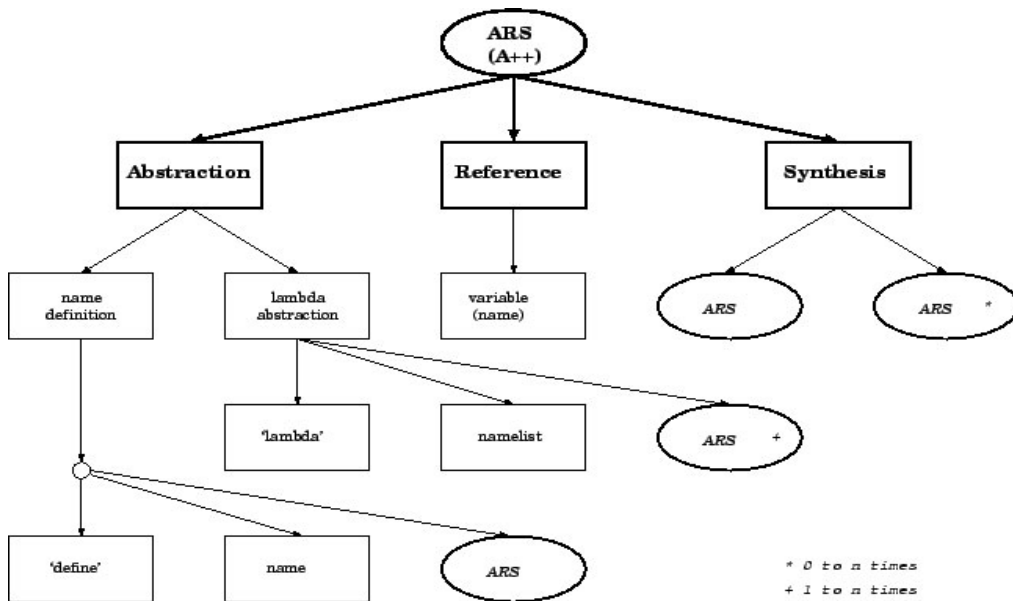 ARS
(A++)
Abstraction
Reference
Synthesis
name
definition
lambda
abstraction
variable
(name)
ARS
ARS *
'lambda'
namelist
ARS +
'define'
name
ARS
* 0 to n times
+ 1 to n times